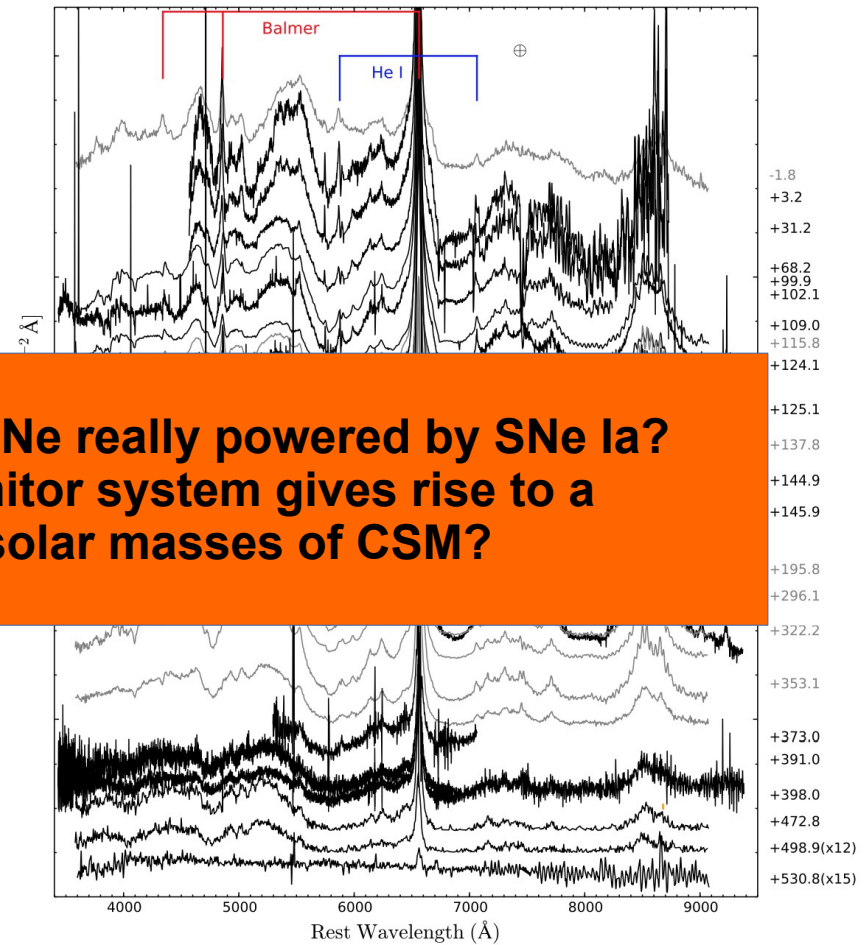 Balmer
He I
⊕
-1.8
+3.2
+31.2
+68.2
+99.9
+102.1
+109.0
+115.8
+124.1
+125.1
+137.8
+144.9
+145.9
+195.8
+296.1
+322.2
+353.1
+373.0
+391.0
+398.0
+472.8
+498.9(x12)
+530.8(x15)
−2 Å]
Ne really powered by SNe Ia?
nitor system gives rise to a
solar masses of CSM?
4000 5000 6000 7000 8000 9000
Rest Wavelength (Å)